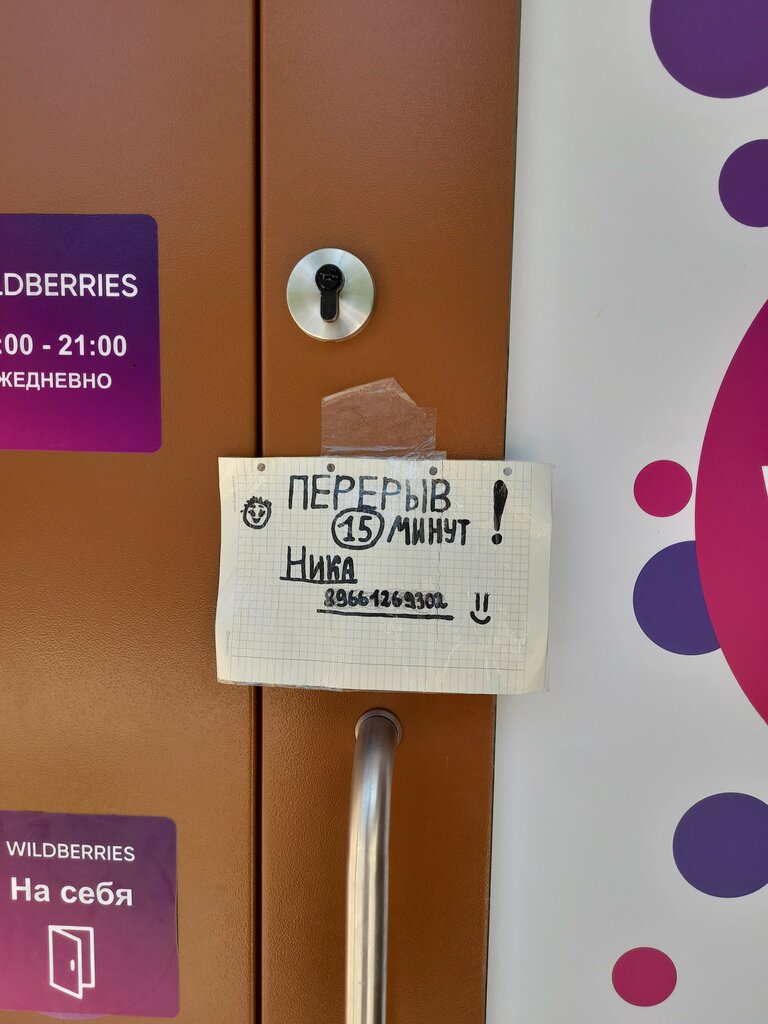 LDBERRIES
:00 - 21:00
ЖЕДНЕВНО
ПЕРЕРЫВ !
15 МИНУТ
НИКА
89661269302
WILDBERRIES
На себя